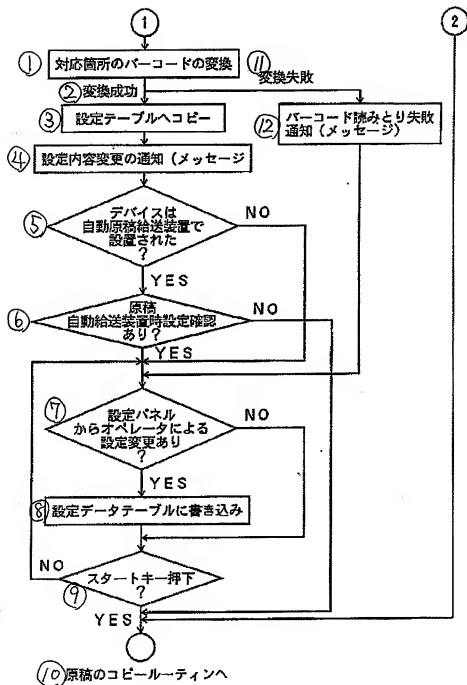 1
2
① 対応箇所のバーコードの変換
⑪ 変換失敗
② 変換成功
③ 設定テーブルへコピー
⑫ バーコード読みとり失敗
通知(メッセージ)
④ 設定内容変更の通知(メッセージ
⑤ デバイスは
自動原稿給送装置で
設置された
?
NO
YES
⑥ 原稿
自動給送装置時設定確認
あり?
NO
YES
⑦ 設定パネル
からオペレータによる
設定変更あり
?
NO
YES
⑧ 設定データテーブルに書き込み
NO
⑨ スタートキー押下
?
YES
⑩ 原稿のコピールーティンへ